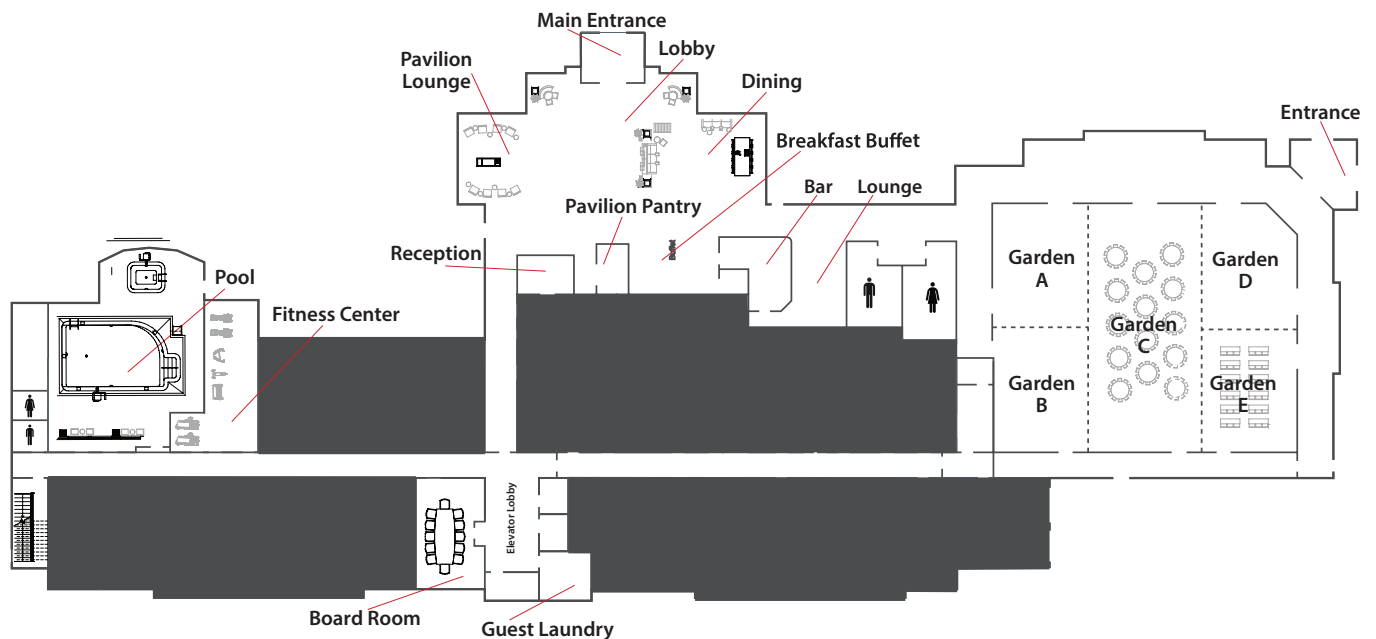 Main Entrance
Lobby
Pavilion
Lounge
Dining
Entrance
Breakfast Buffet
Bar
Lounge
Pavilion Pantry
Reception
Buffet
Pool
Fitness Center
Garden
A
Garden
D
Garden
C
Garden
B
Garden
E
Elevator Lobby
Board Room
Guest Laundry